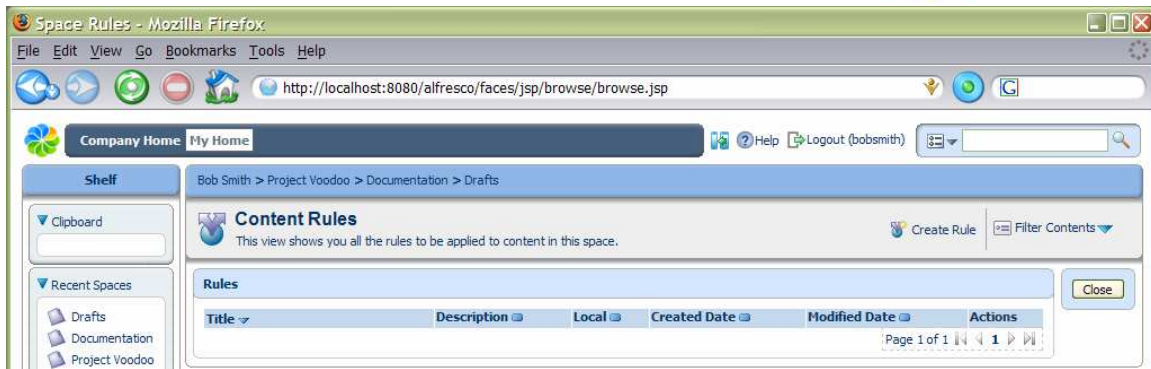 Space Rules - Mozilla Firefox
File Edit View Go Bookmarks Tools Help
http://localhost:8080/alfresco/faces/jsp/browse/browse.jsp G
Company Home My Home Help Logout (bobsmith)
Shelf
Bob Smith > Project Voodoo > Documentation > Drafts
Clipboard
Content Rules
This view shows you all the rules to be applied to content in this space.
Create Rule Filter Contents
Recent Spaces
Rules
Close
Drafts
Title Description Local Created Date Modified Date Actions
Documentation
Page 1 of 1 1
Project Voodoo